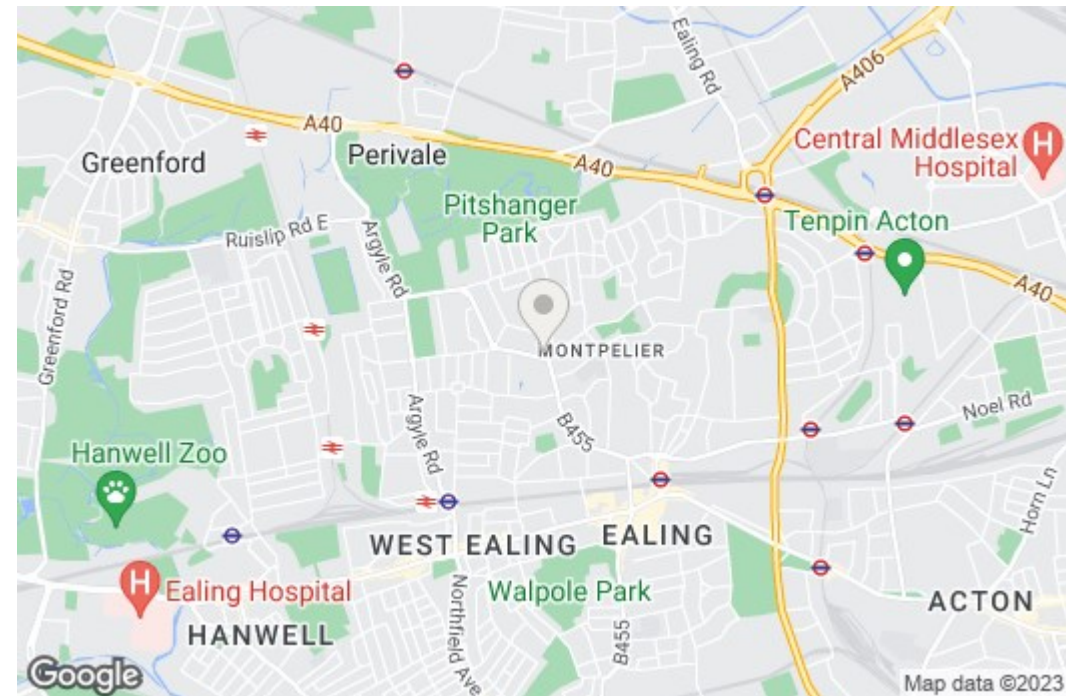 Ealing Rd
A406
A40
Central Middlesex
Hospital
H
Greenford
Perivale
A40
Pitshanger
Park
Tenpin Acton
Ruislip Rd E
Argyle Rd
A40
Greenford Rd
MONTPELIER
Argyle Rd
B455
Noel Rd
Hanwell Zoo
Horn Ln
WEST EALING
EALING
H
Ealing Hospital
Walpole Park
ACTON
HANWELL
Northfield Ave
B455
Google
Map data ©2023